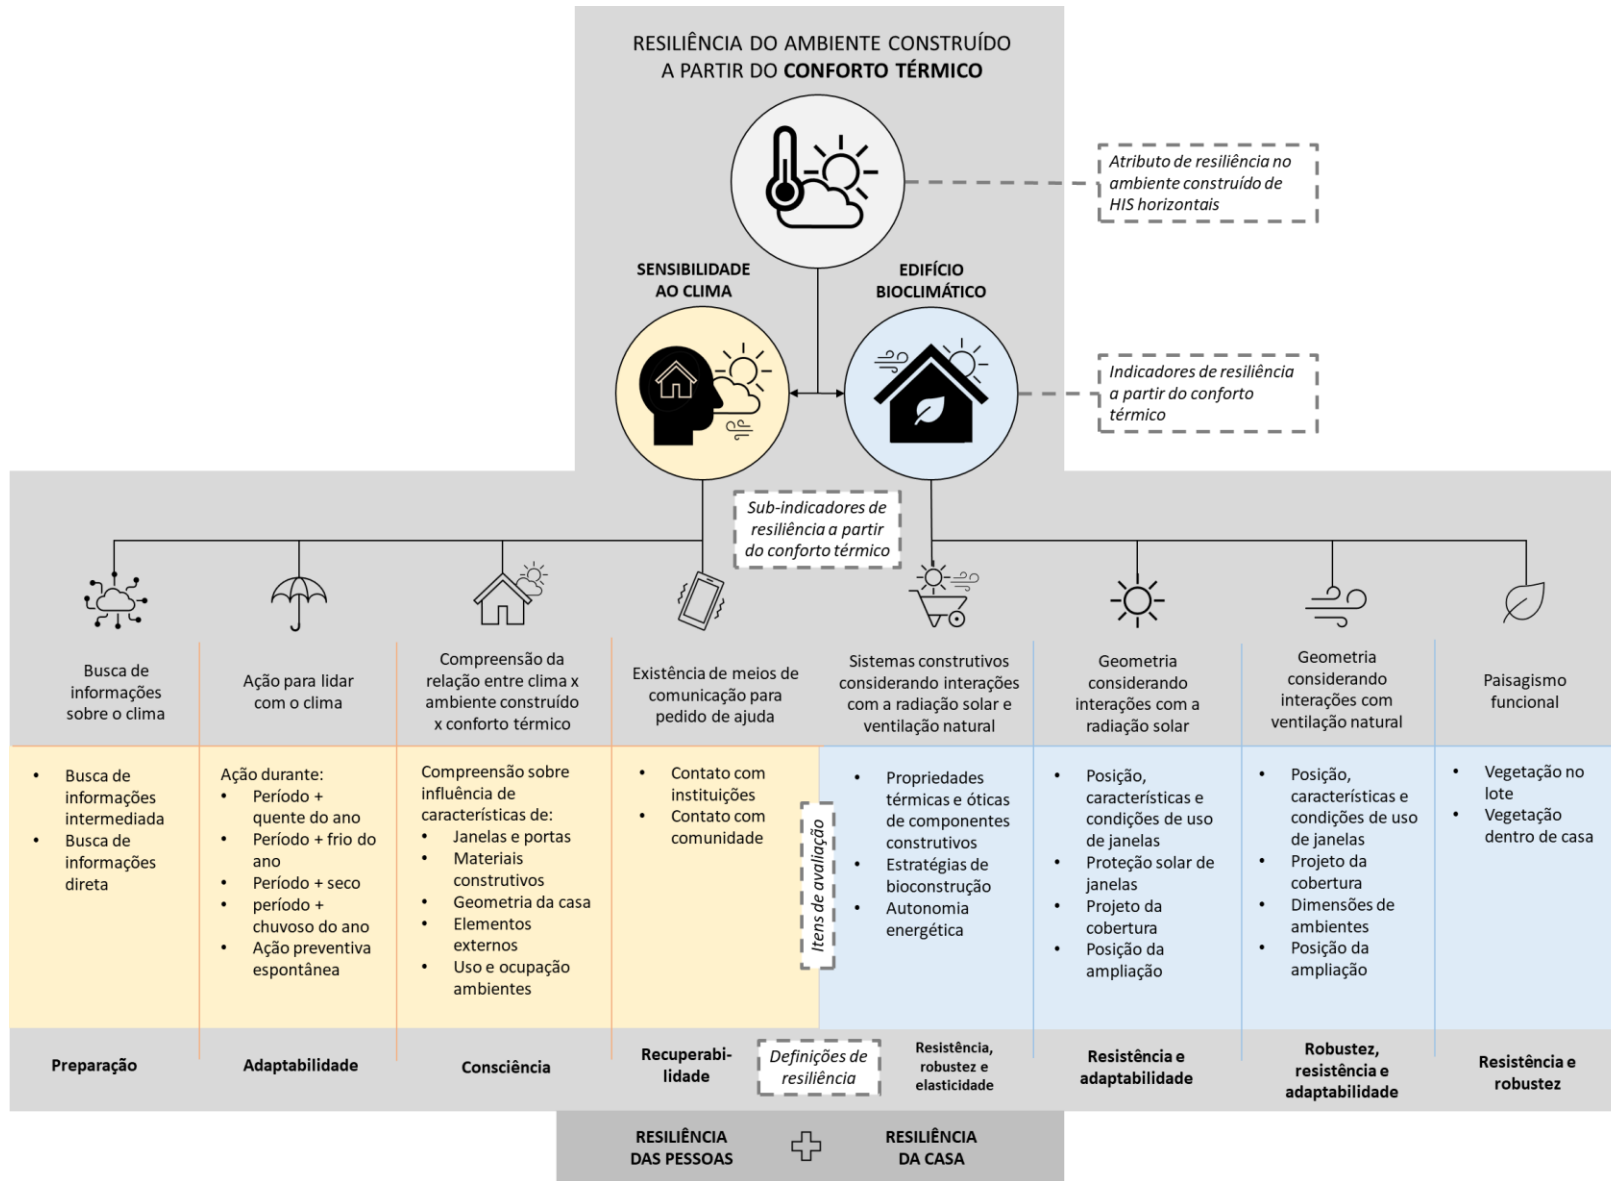 RESILIÊNCIA DO AMBIENTE CONSTRUÍDO
A PARTIR DO CONFORTO TÉRMICO
Atributo de resiliência no
ambiente construído de
HIS horizontais
SENSIBILIDADE
AO CLIMA
EDIFÍCIO
BIOCLIMÁTICO
Indicadores de resiliência
a partir do conforto
térmico
Sub-indicadores de
resiliência a partir
do conforto térmico
Busca de
informações
sobre o clima
Ação para lidar
com o clima
Compreensão da
relação entre clima x
ambiente construído
x conforto térmico
Existência de meios de
comunicação para
pedido de ajuda
Sistemas construtivos
considerando interações
com a radiação solar e
ventilação natural
Geometria
considerando
interações com a
radiação solar
Geometria
considerando
interações com
ventilação natural
Paisagismo
funcional
• Busca de
informações
intermediada
• Busca de
informações
direta
Ação durante:
• Período +
quente do ano
• Período + frio do
ano
• Período + seco
• período +
chuvoso do ano
• Ação preventiva
espontânea
Compreensão sobre
influência de
características de:
• Janelas e portas
• Materiais
construtivos
• Geometria da casa
• Elementos
externos
• Uso e ocupação
ambientes
• Contato com
instituições
• Contato com
comunidade
Itens de avaliação
• Propriedades
térmicas e óticas
de componentes
construtivos
• Estratégias de
bioconstrução
• Autonomia
energética
• Posição,
características e
condições de uso
de janelas
• Proteção solar de
janelas
• Projeto da
cobertura
• Posição da
ampliação
• Posição,
características e
condições de uso
de janelas
• Projeto da
cobertura
• Dimensões de
ambientes
• Posição da
ampliação
• Vegetação no
lote
• Vegetação
dentro de casa
Preparação
Adaptabilidade
Consciência
Recuperabi-
lidade
Definições de
resiliência
Resistência,
robustez e
elasticidade
Resistência e
adaptabilidade
Robustez,
resistência e
adaptabilidade
Resistência e
robustez
RESILIÊNCIA
DAS PESSOAS
RESILIÊNCIA
DA CASA